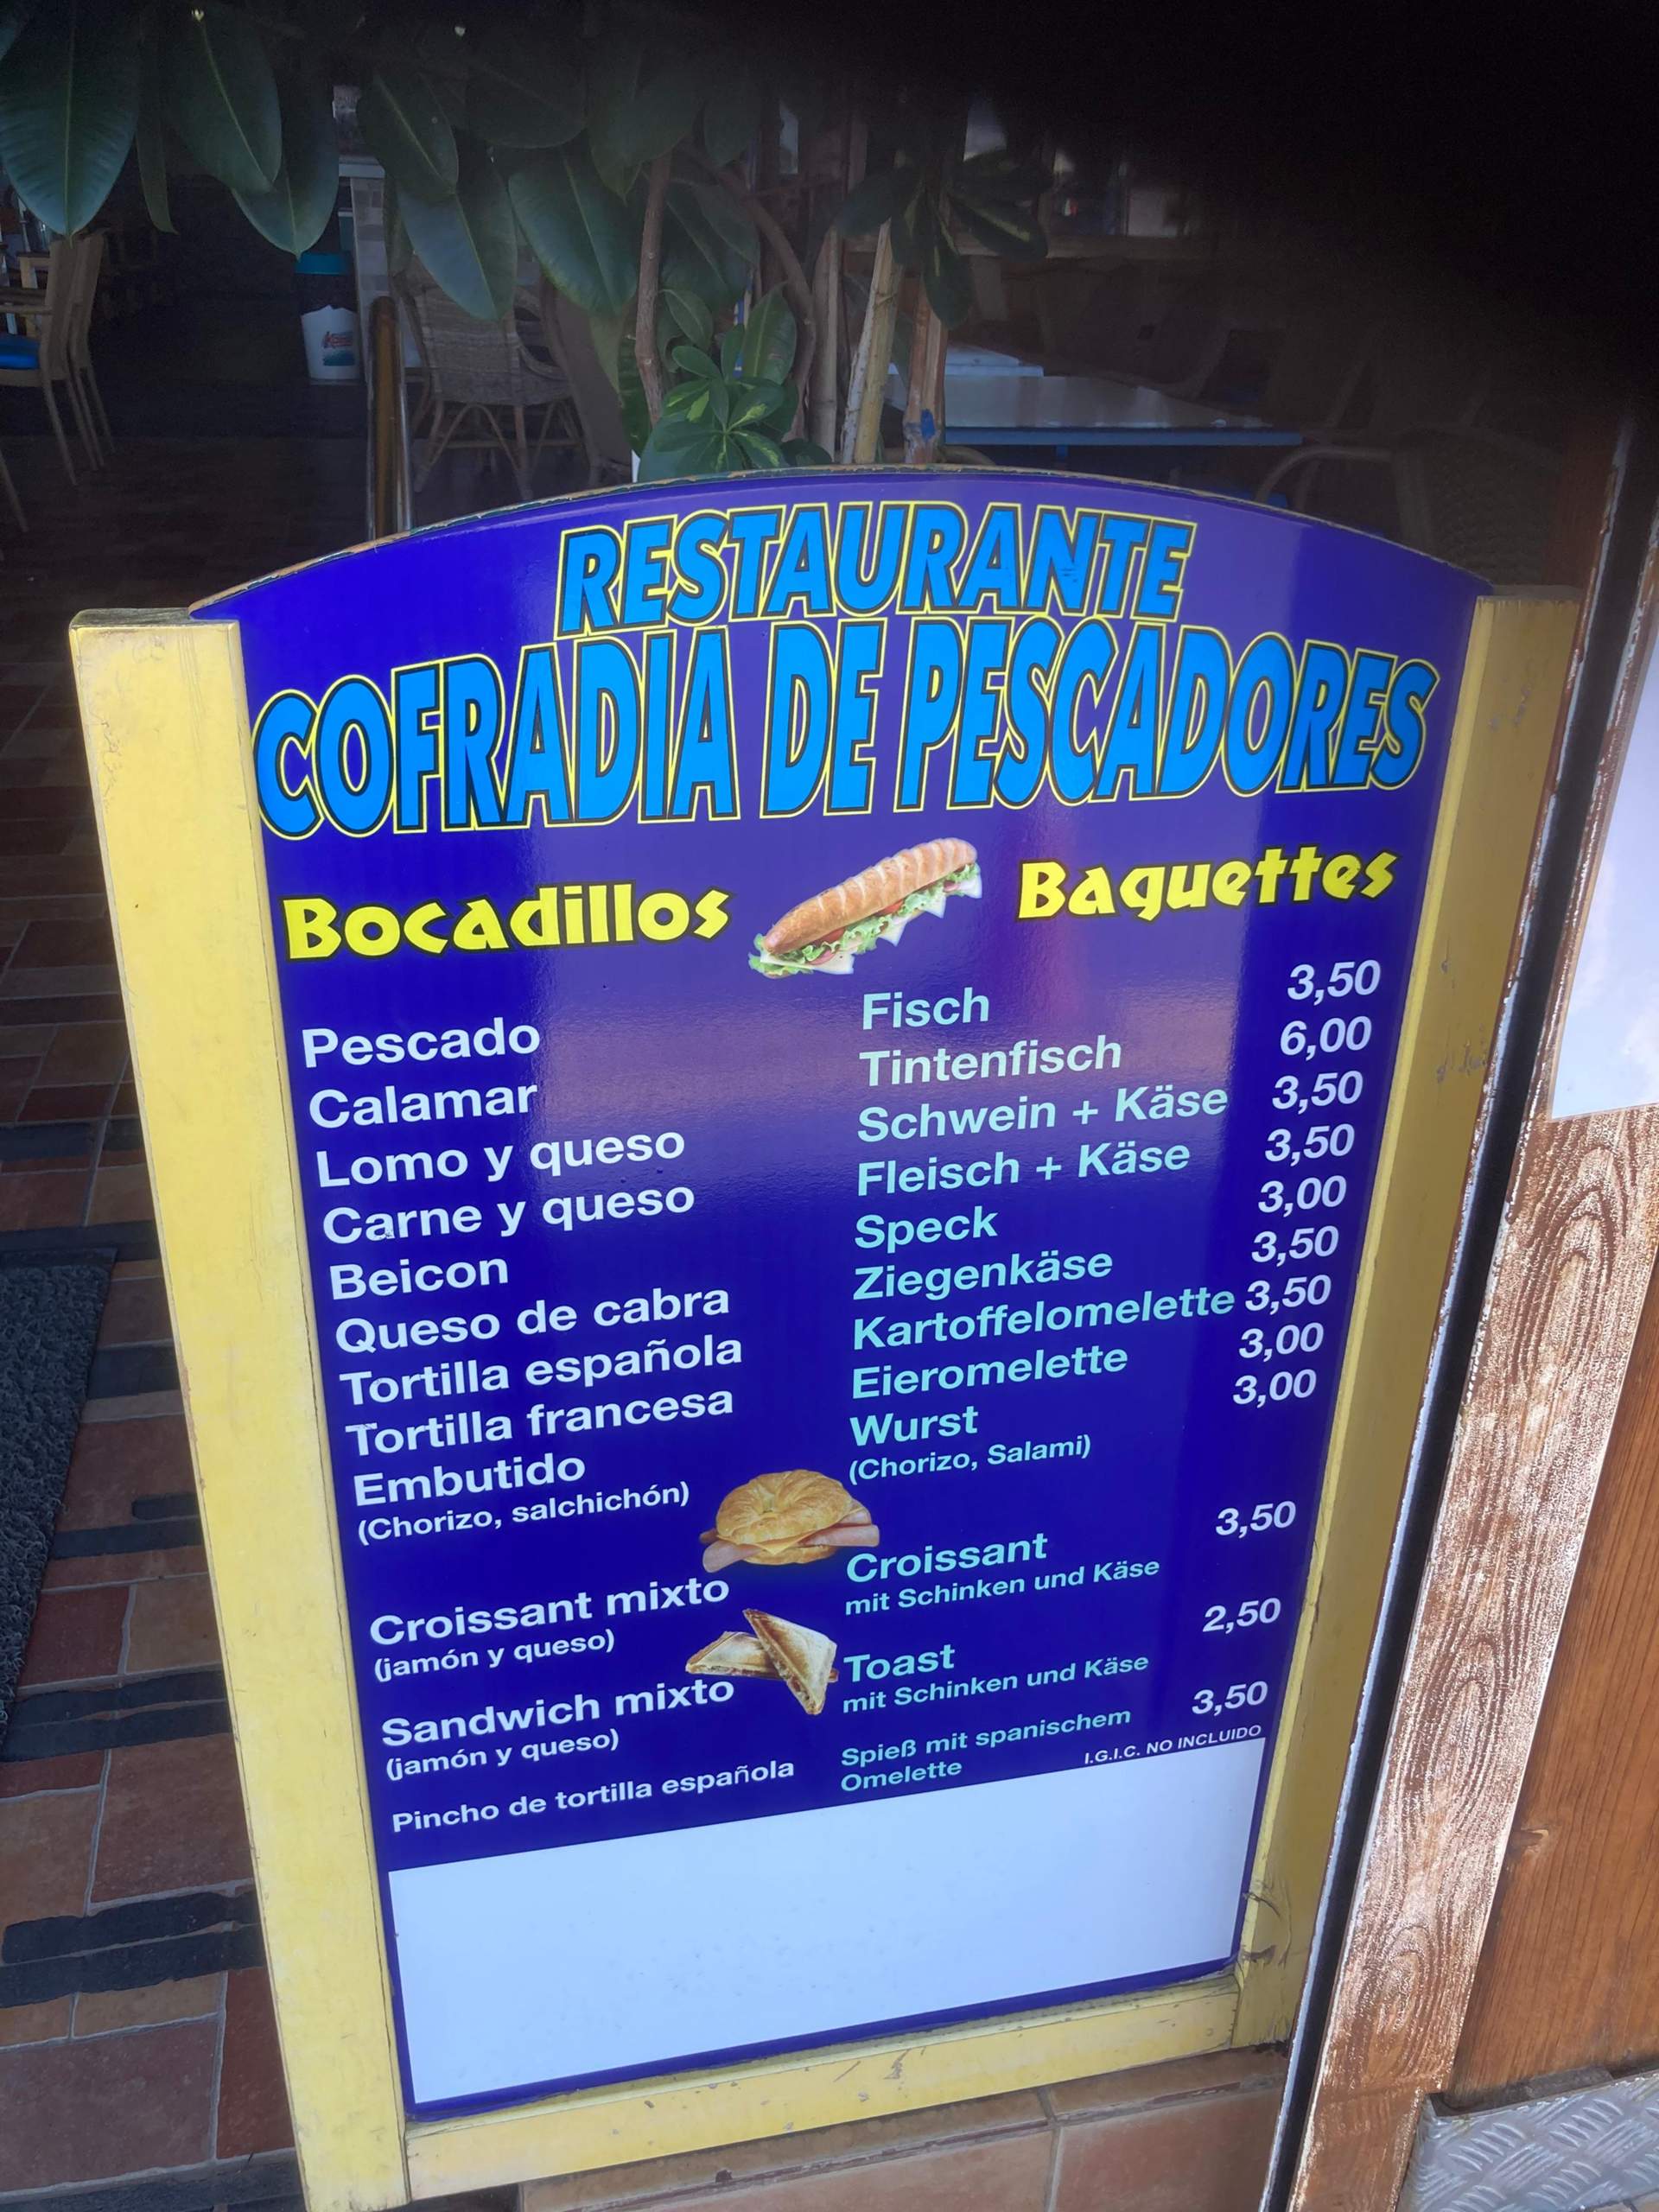 RESTAURANTE
COFRADIA DE PESCADORES
Bocadillos Baguettes
Pescado Fisch 3,50
Calamar Tintenfisch 6,00
Lomo y queso Schwein + Käse 3,50
Carne y queso Fleisch + Käse 3,50
Beicon Speck 3,00
Queso de cabra Ziegenkäse 3,50
Tortilla española Kartoffelomelette 3,50
Tortilla francesa Eieromelette 3,00
Embutido Wurst 3,00
(Chorizo, salchichón) (Chorizo, Salami)
Croissant mixto Croissant 3,50
(jamón y queso) mit Schinken und Käse
Sandwich mixto Toast 2,50
(jamón y queso) mit Schinken und Käse
Pincho de tortilla española Spieß mit spanischem 3,50
Omelette
I.G.I.C. NO INCLUIDO